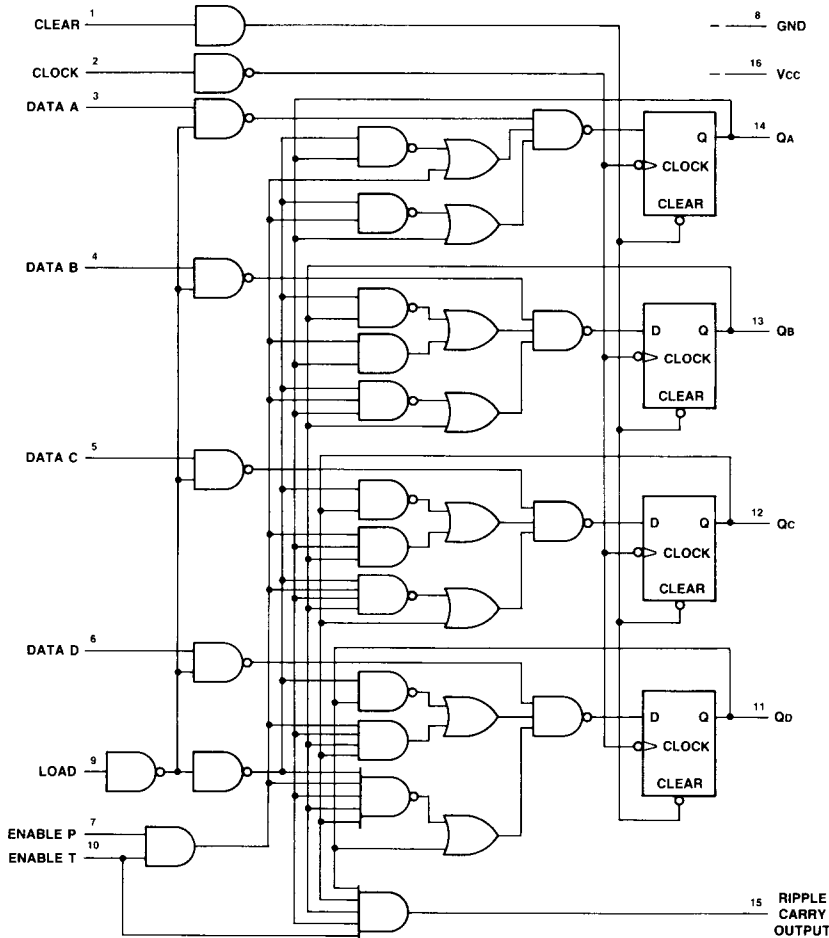 CLEAR 1
8 GND
CLOCK 2
16 VCC
DATA A 3
Q 14 QA
CLOCK
CLEAR
DATA B 4
D Q 13 QB
CLOCK
CLEAR
DATA C 5
D Q 12 QC
CLOCK
CLEAR
DATA D 6
D Q 11 QD
CLOCK
CLEAR
LOAD 9
ENABLE P 7
ENABLE T 10
15 RIPPLE
CARRY
OUTPUT